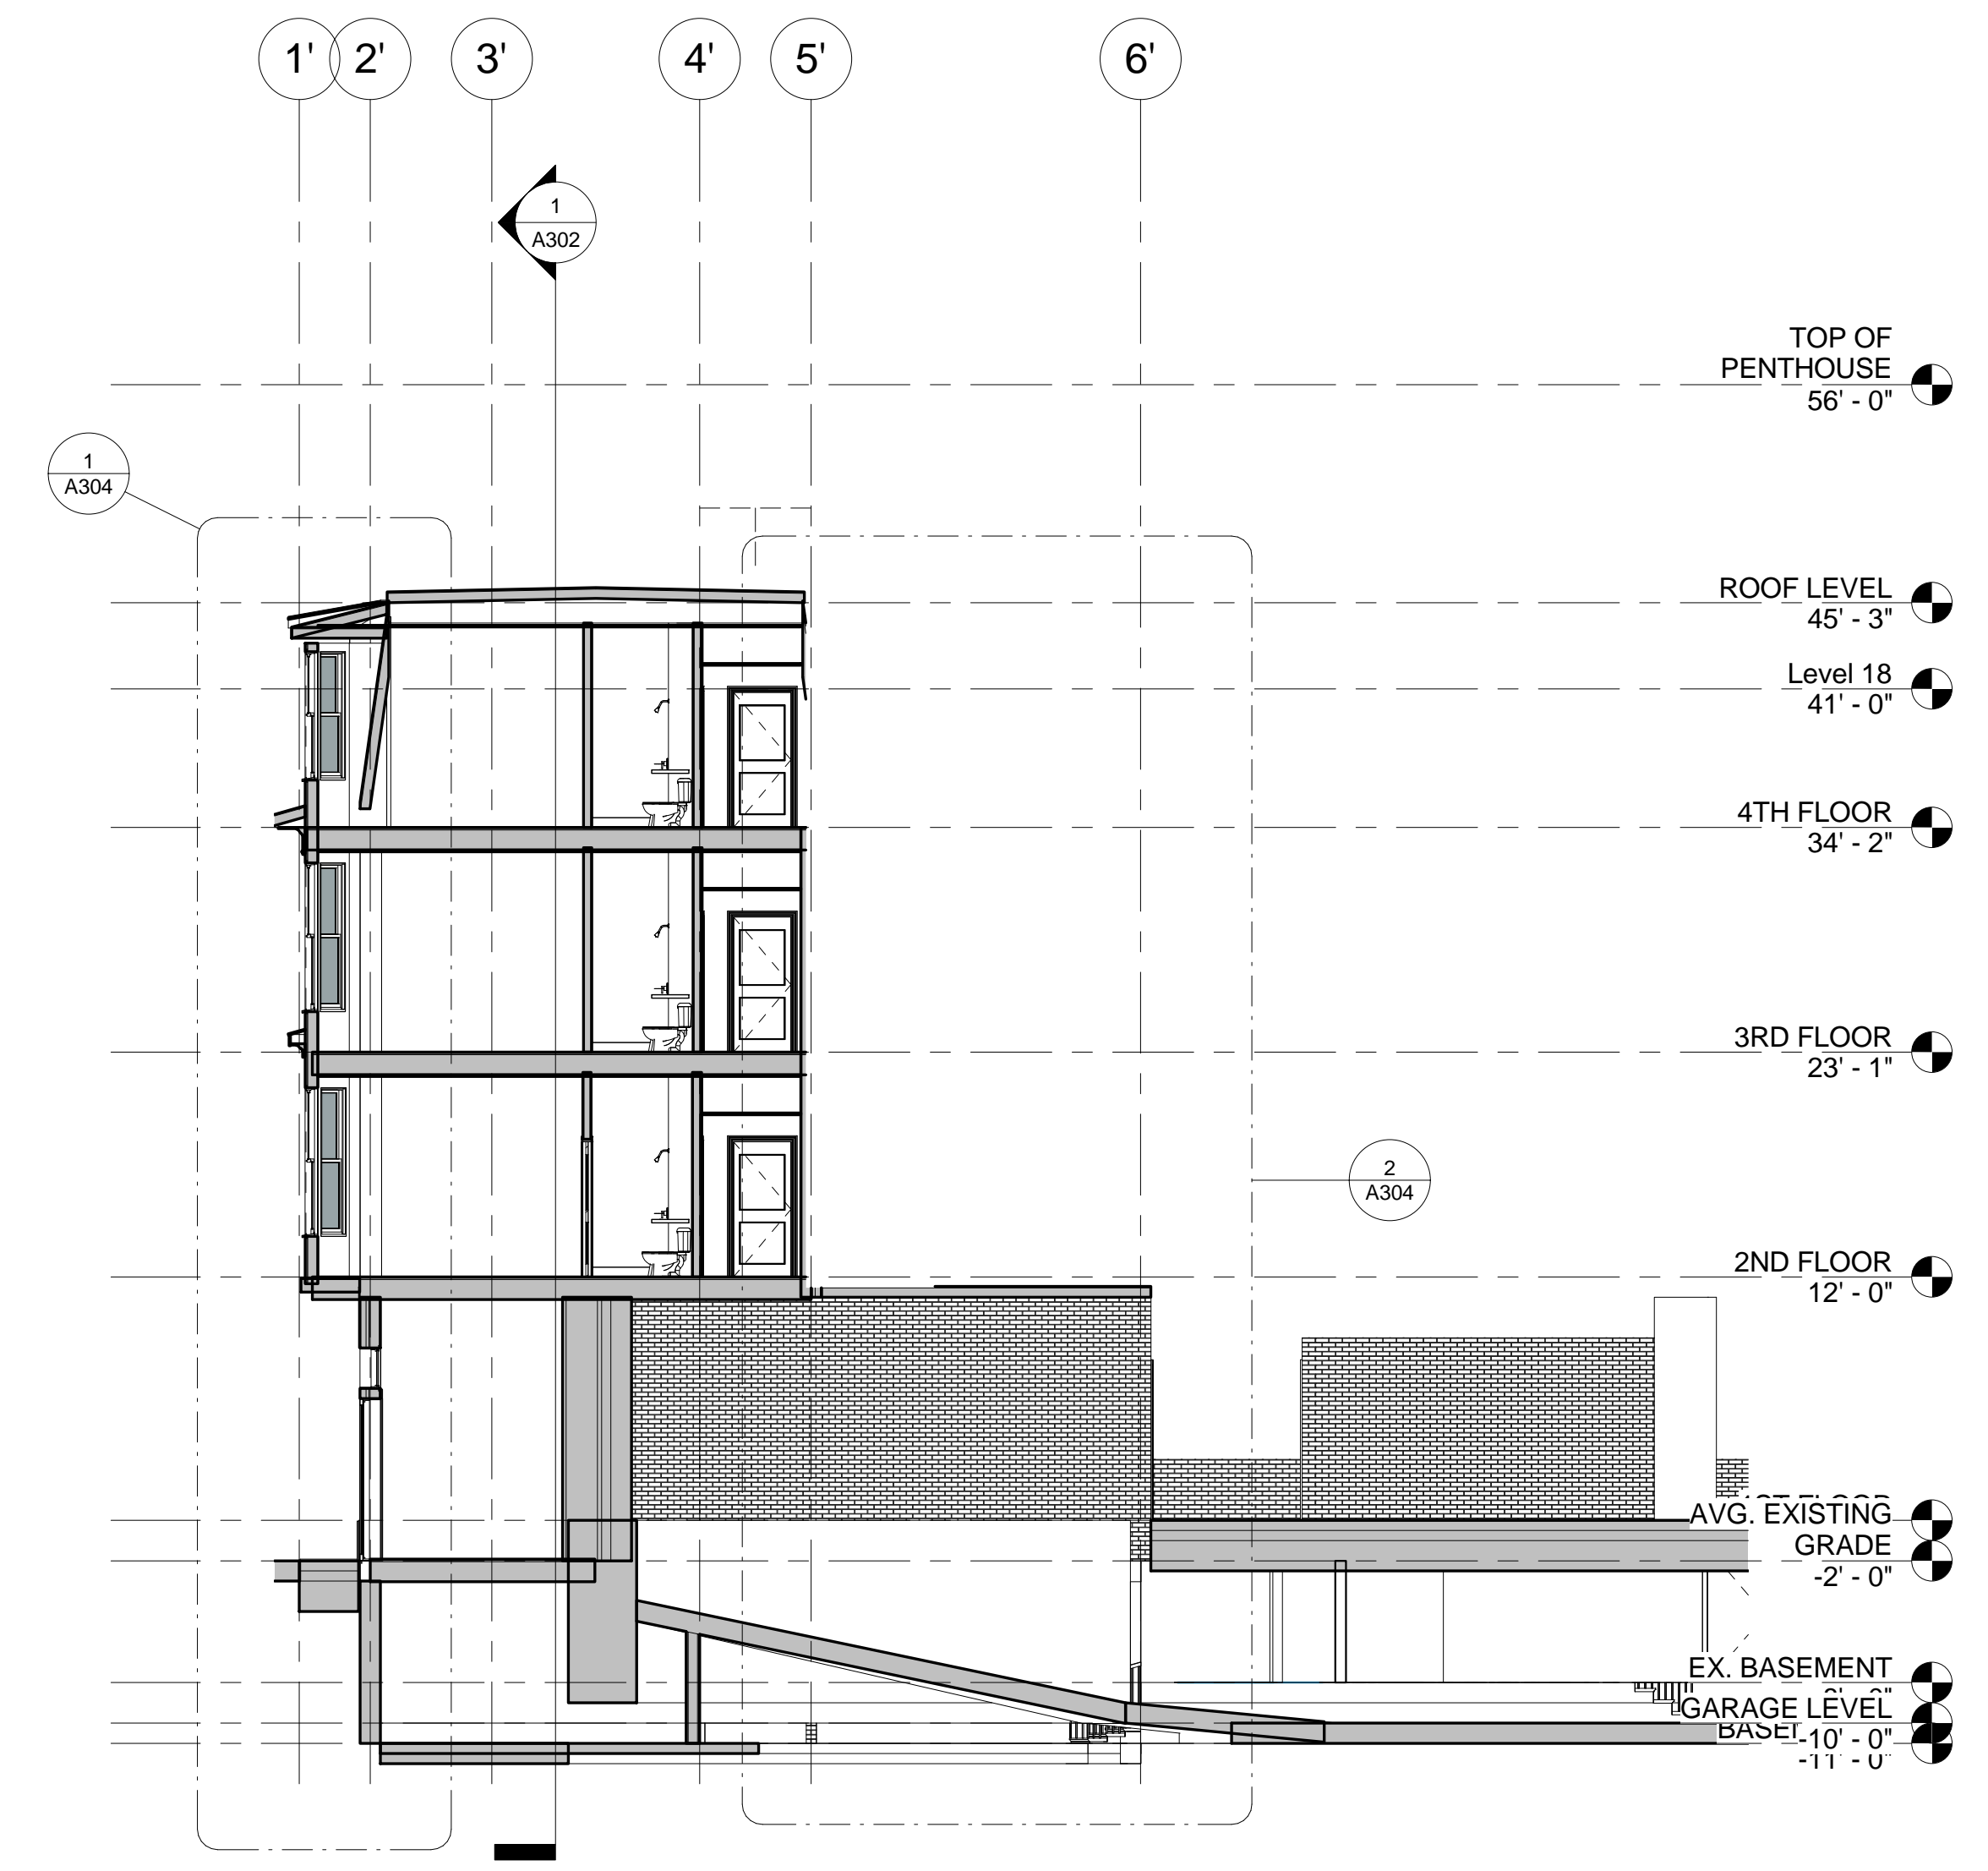 1'
2'
3'
4'
5'
6'
1
A302
TOP OF
PENTHOUSE
56' - 0"
1
A304
ROOF LEVEL
45' - 3"
Level 18
41' - 0"
4TH FLOOR
34' - 2"
3RD FLOOR
23' - 1"
2
A304
2ND FLOOR
12' - 0"
AVG. EXISTING
GRADE
-2' - 0"
EX. BASEMENT
GARAGE LEVEL
-10' - 0"
-11' - 0"